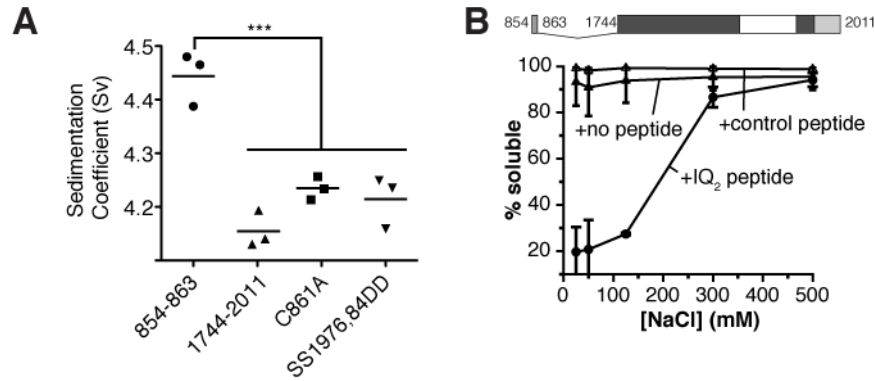 A
***
4.5
4.4
4.3
4.2
Sedimentation
Coefficient (Sv)
854-863
1744-2011
C861A
SS1976,84DD
B
854 863 1744 2011
100
80
60
40
20
% soluble
+no peptide
+control peptide
+IQ₂ peptide
0 100 200 300 400 500
[NaCl] (mM)